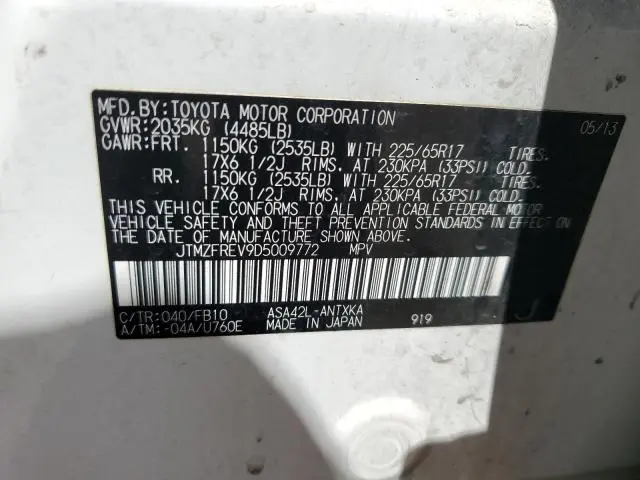 MFD.BY:TOYOTA MOTOR CORPORATION 05/13
GVWR:2035KG (4485LB)
GAWR:FRT. 1150KG (2535LB) WITH 225/65R17 TIRES.
17X6 1/2J RIMS. AT 230KPA (33PSI) COLD.
RR. 1150KG (2535LB) WITH 225/65R17 TIRES.
17X6 1/2J RIMS. AT 230KPA (33PSI) COLD.
THIS VEHICLE CONFORMS TO ALL APPLICABLE FEDERAL MOTOR
VEHICLE SAFETY, BUMPER, AND THEFT PREVENTION STANDARDS IN EFFECT ON
THE DATE OF MANUFACTURE SHOWN ABOVE.
JTMZFREV9D5009772 MPV
C/TR:040/FB10 ASA42L-ANTXKA
A/TM:-04A/U760E MADE IN JAPAN 919
J